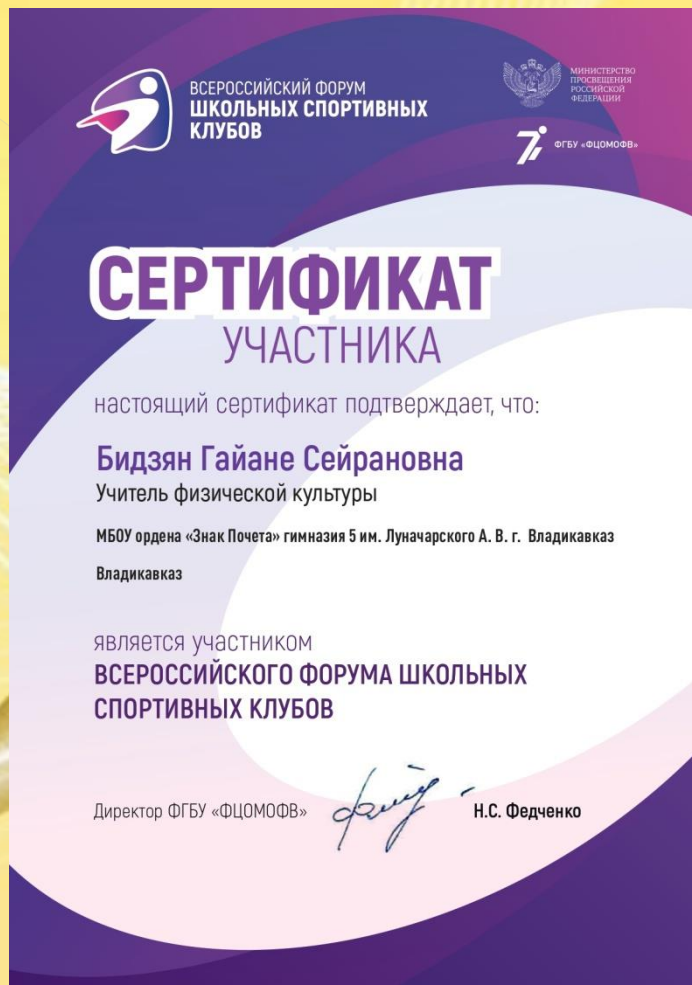 ВСЕРОССИЙСКИЙ ФОРУМ
ШКОЛЬНЫХ СПОРТИВНЫХ
КЛУБОВ
МИНИСТЕРСТВО
ПРОСВЕЩЕНИЯ
РОССИЙСКОЙ
ФЕДЕРАЦИИ
ФГБУ «ФЦОМОФВ»
СЕРТИФИКАТ
УЧАСТНИКА
настоящий сертификат подтверждает, что:
Бидзян Гайане Сейрановна
Учитель физической культуры
МБОУ ордена «Знак Почета» гимназия 5 им. Луначарского А. В. г. Владикавказ
Владикавказ
является участником
ВСЕРОССИЙСКОГО ФОРУМА ШКОЛЬНЫХ
СПОРТИВНЫХ КЛУБОВ
Директор ФГБУ «ФЦОМОФВ» Н.С. Федченко